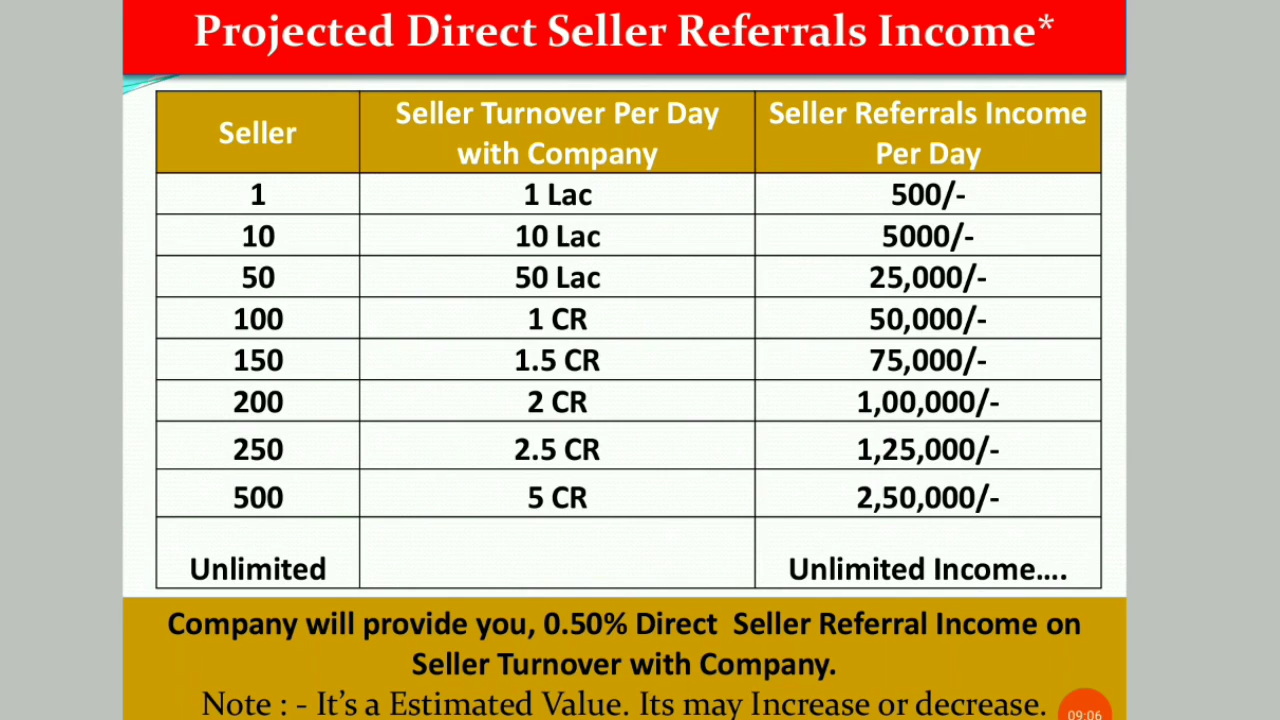 Projected Direct Seller Referrals Income*
Seller
Seller Turnover Per Day
with Company
Seller Referrals Income
Per Day
1 1 Lac 500/-
10 10 Lac 5000/-
50 50 Lac 25,000/-
100 1 CR 50,000/-
150 1.5 CR 75,000/-
200 2 CR 1,00,000/-
250 2.5 CR 1,25,000/-
500 5 CR 2,50,000/-
Unlimited Unlimited Income....
Company will provide you, 0.50% Direct Seller Referral Income on
Seller Turnover with Company.
Note : - It's a Estimated Value. Its may Increase or decrease.
09:06